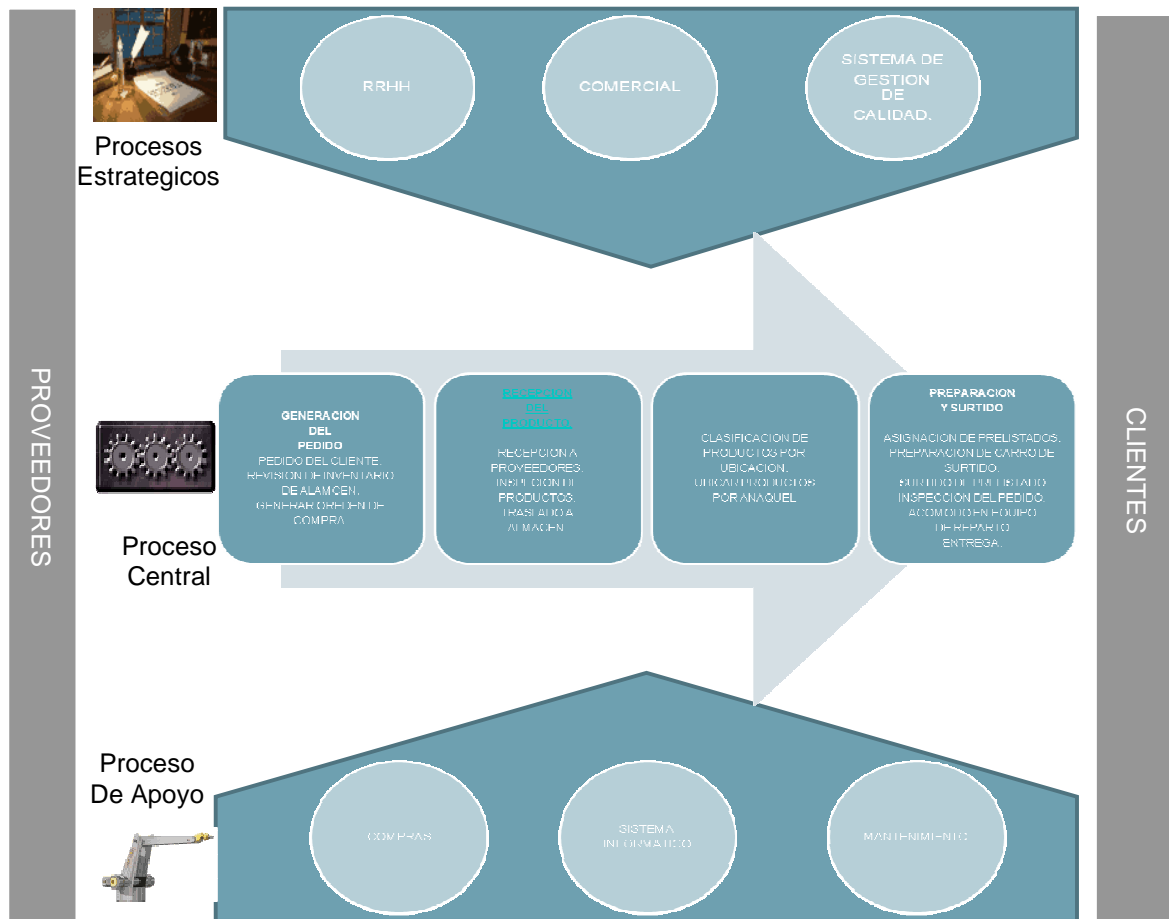 PROVEEDORES
Procesos
Estrategicos
RRHH
COMERCIAL
SISTEMA DE
GESTION
DE
CALIDAD.
Proceso
Central
GENERACION
DEL
PEDIDO
PEDIDO DEL CLIENTE.
REVISION DE INVENTARIO
DE ALAMCEN.
GENERAR OREDEN DE
COMPRA
RECEPCION
DEL
PRODUCTO.
RECEPCION A
PROVEEDORES.
INSPECCION DE
PRODUCTOS.
TRASLADO A
ALMACEN
CLASIFICACION DE
PRODUCTOS POR
UBICACION.
UBICAR PRODUCTOS
POR ANAQUEL
PREPARACION
Y SURTIDO
ASIGNACION DE PRELISTADOS.
PREPARACION DE CARRO DE
SURTIDO.
SURTIDO DE PRELISTADO
INSPECCION DEL PEDIDO.
ACOMODO EN EQUIPO
DE REPARTO
ENTREGA.
Proceso
De Apoyo
COMPRAS
SISTEMA
INFORMATICO
MANTENIMIENTO
CLIENTES